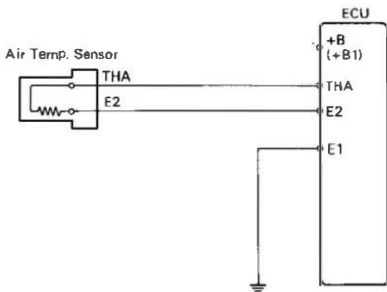 ECU
+B
(+B1)
Air Temp. Sensor
THA
THA
E2
E2
E1